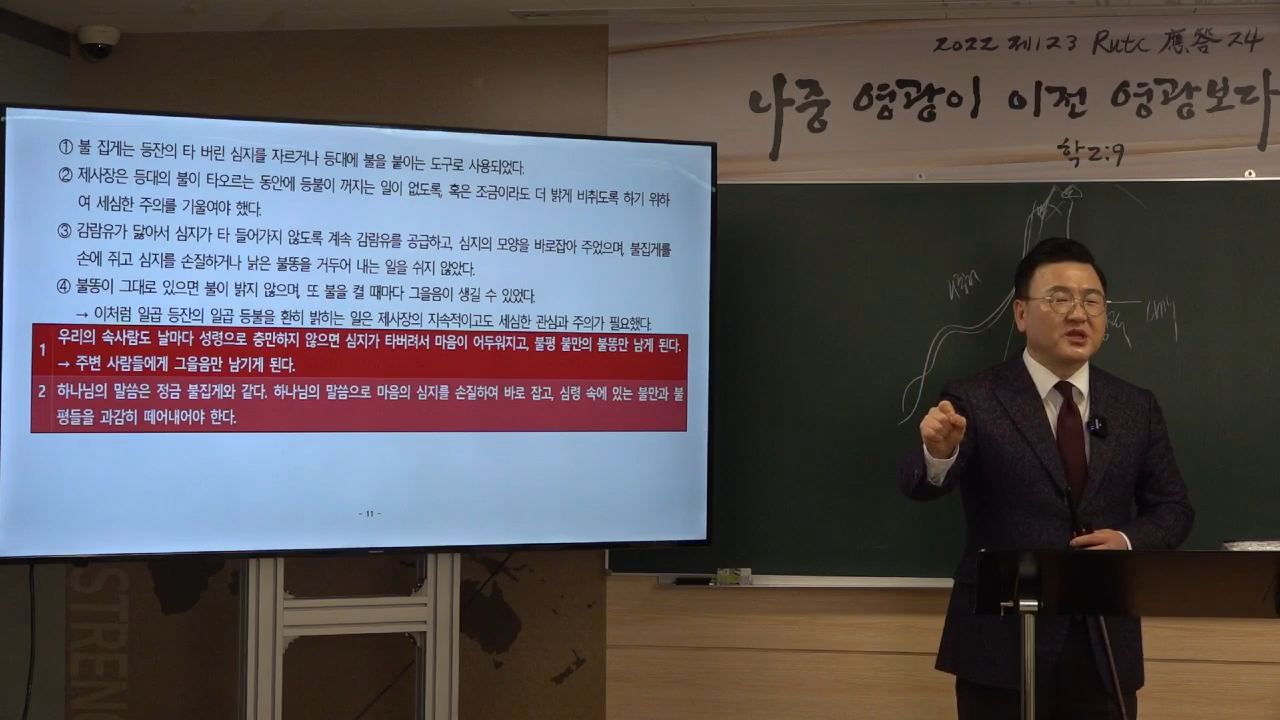 2022 제123 Rutc 應答 24
나중 영광이 이전 영광보다
학2:9
① 불 집게는 등잔의 타 버린 심지를 자르거나 등대에 불을 붙이는 도구로 사용되었다.
② 제사장은 등대의 불이 타오르는 동안에 등불이 꺼지는 일이 없도록, 혹은 조금이라도 더 밝게 비취도록 하기 위하
여 세심한 주의를 기울여야 했다.
③ 감람유가 닳아서 심지가 타 들어가지 않도록 계속 감람유를 공급하고, 심지의 모양을 바로잡아 주었으며, 불집게를
손에 쥐고 심지를 손질하거나 낡은 불똥을 거두어 내는 일을 쉬지 않았다.
④ 불똥이 그대로 있으면 불이 밝지 않으며, 또 불을 켤 때마다 그을음이 생길 수 있었다.
→ 이처럼 일곱 등잔의 일곱 등불을 환히 밝히는 일은 제사장의 지속적이고도 세심한 관심과 주의가 필요했다.
1 우리의 속사람도 날마다 성령으로 충만하지 않으면 심지가 타버려서 마음이 어두워지고, 불평 불만의 불똥만 남게 된다.
→ 주변 사람들에게 그을음만 남기게 된다.
2 하나님의 말씀은 정금 불집게와 같다. 하나님의 말씀으로 마음의 심지를 손질하여 바로 잡고, 심령 속에 있는 불만과 불
평들을 과감히 떼어내어야 한다.
- 11 -
STRENG